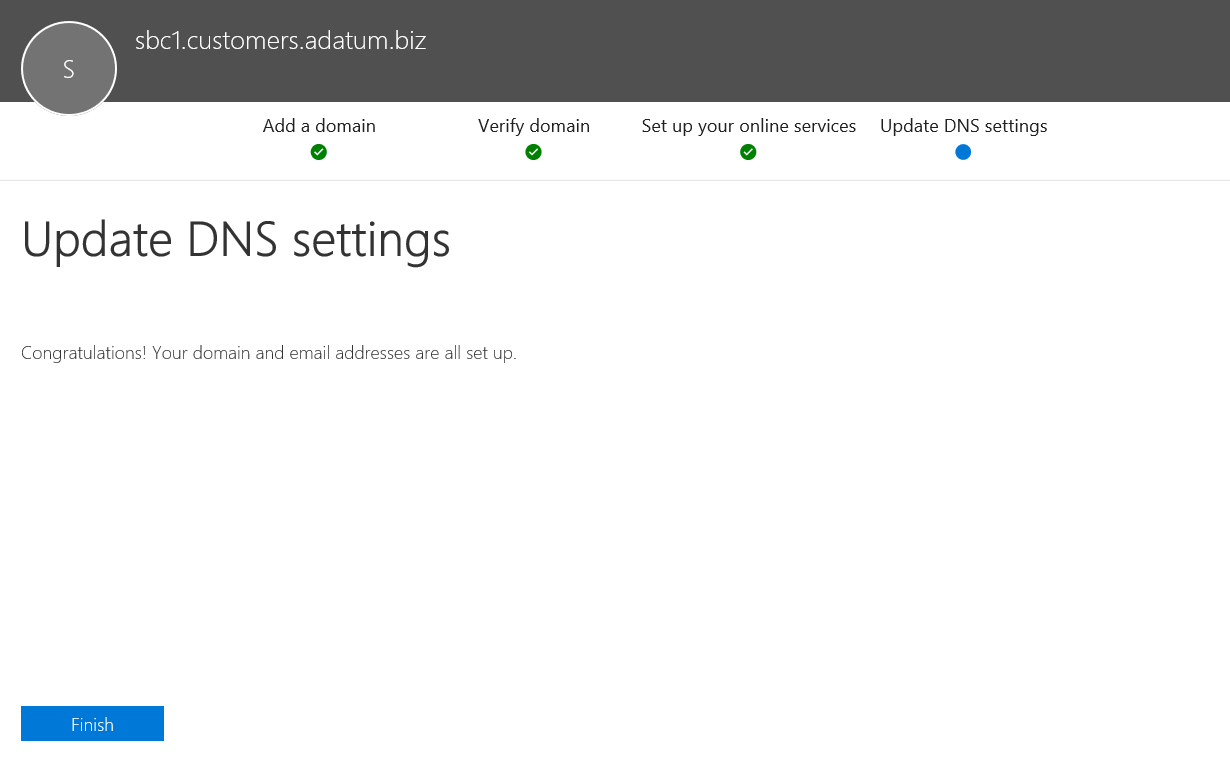 S
sbc1.customers.adatum.biz
Add a domain
Verify domain
Set up your online services
Update DNS settings
Update DNS settings
Congratulations! Your domain and email addresses are all set up.
Finish